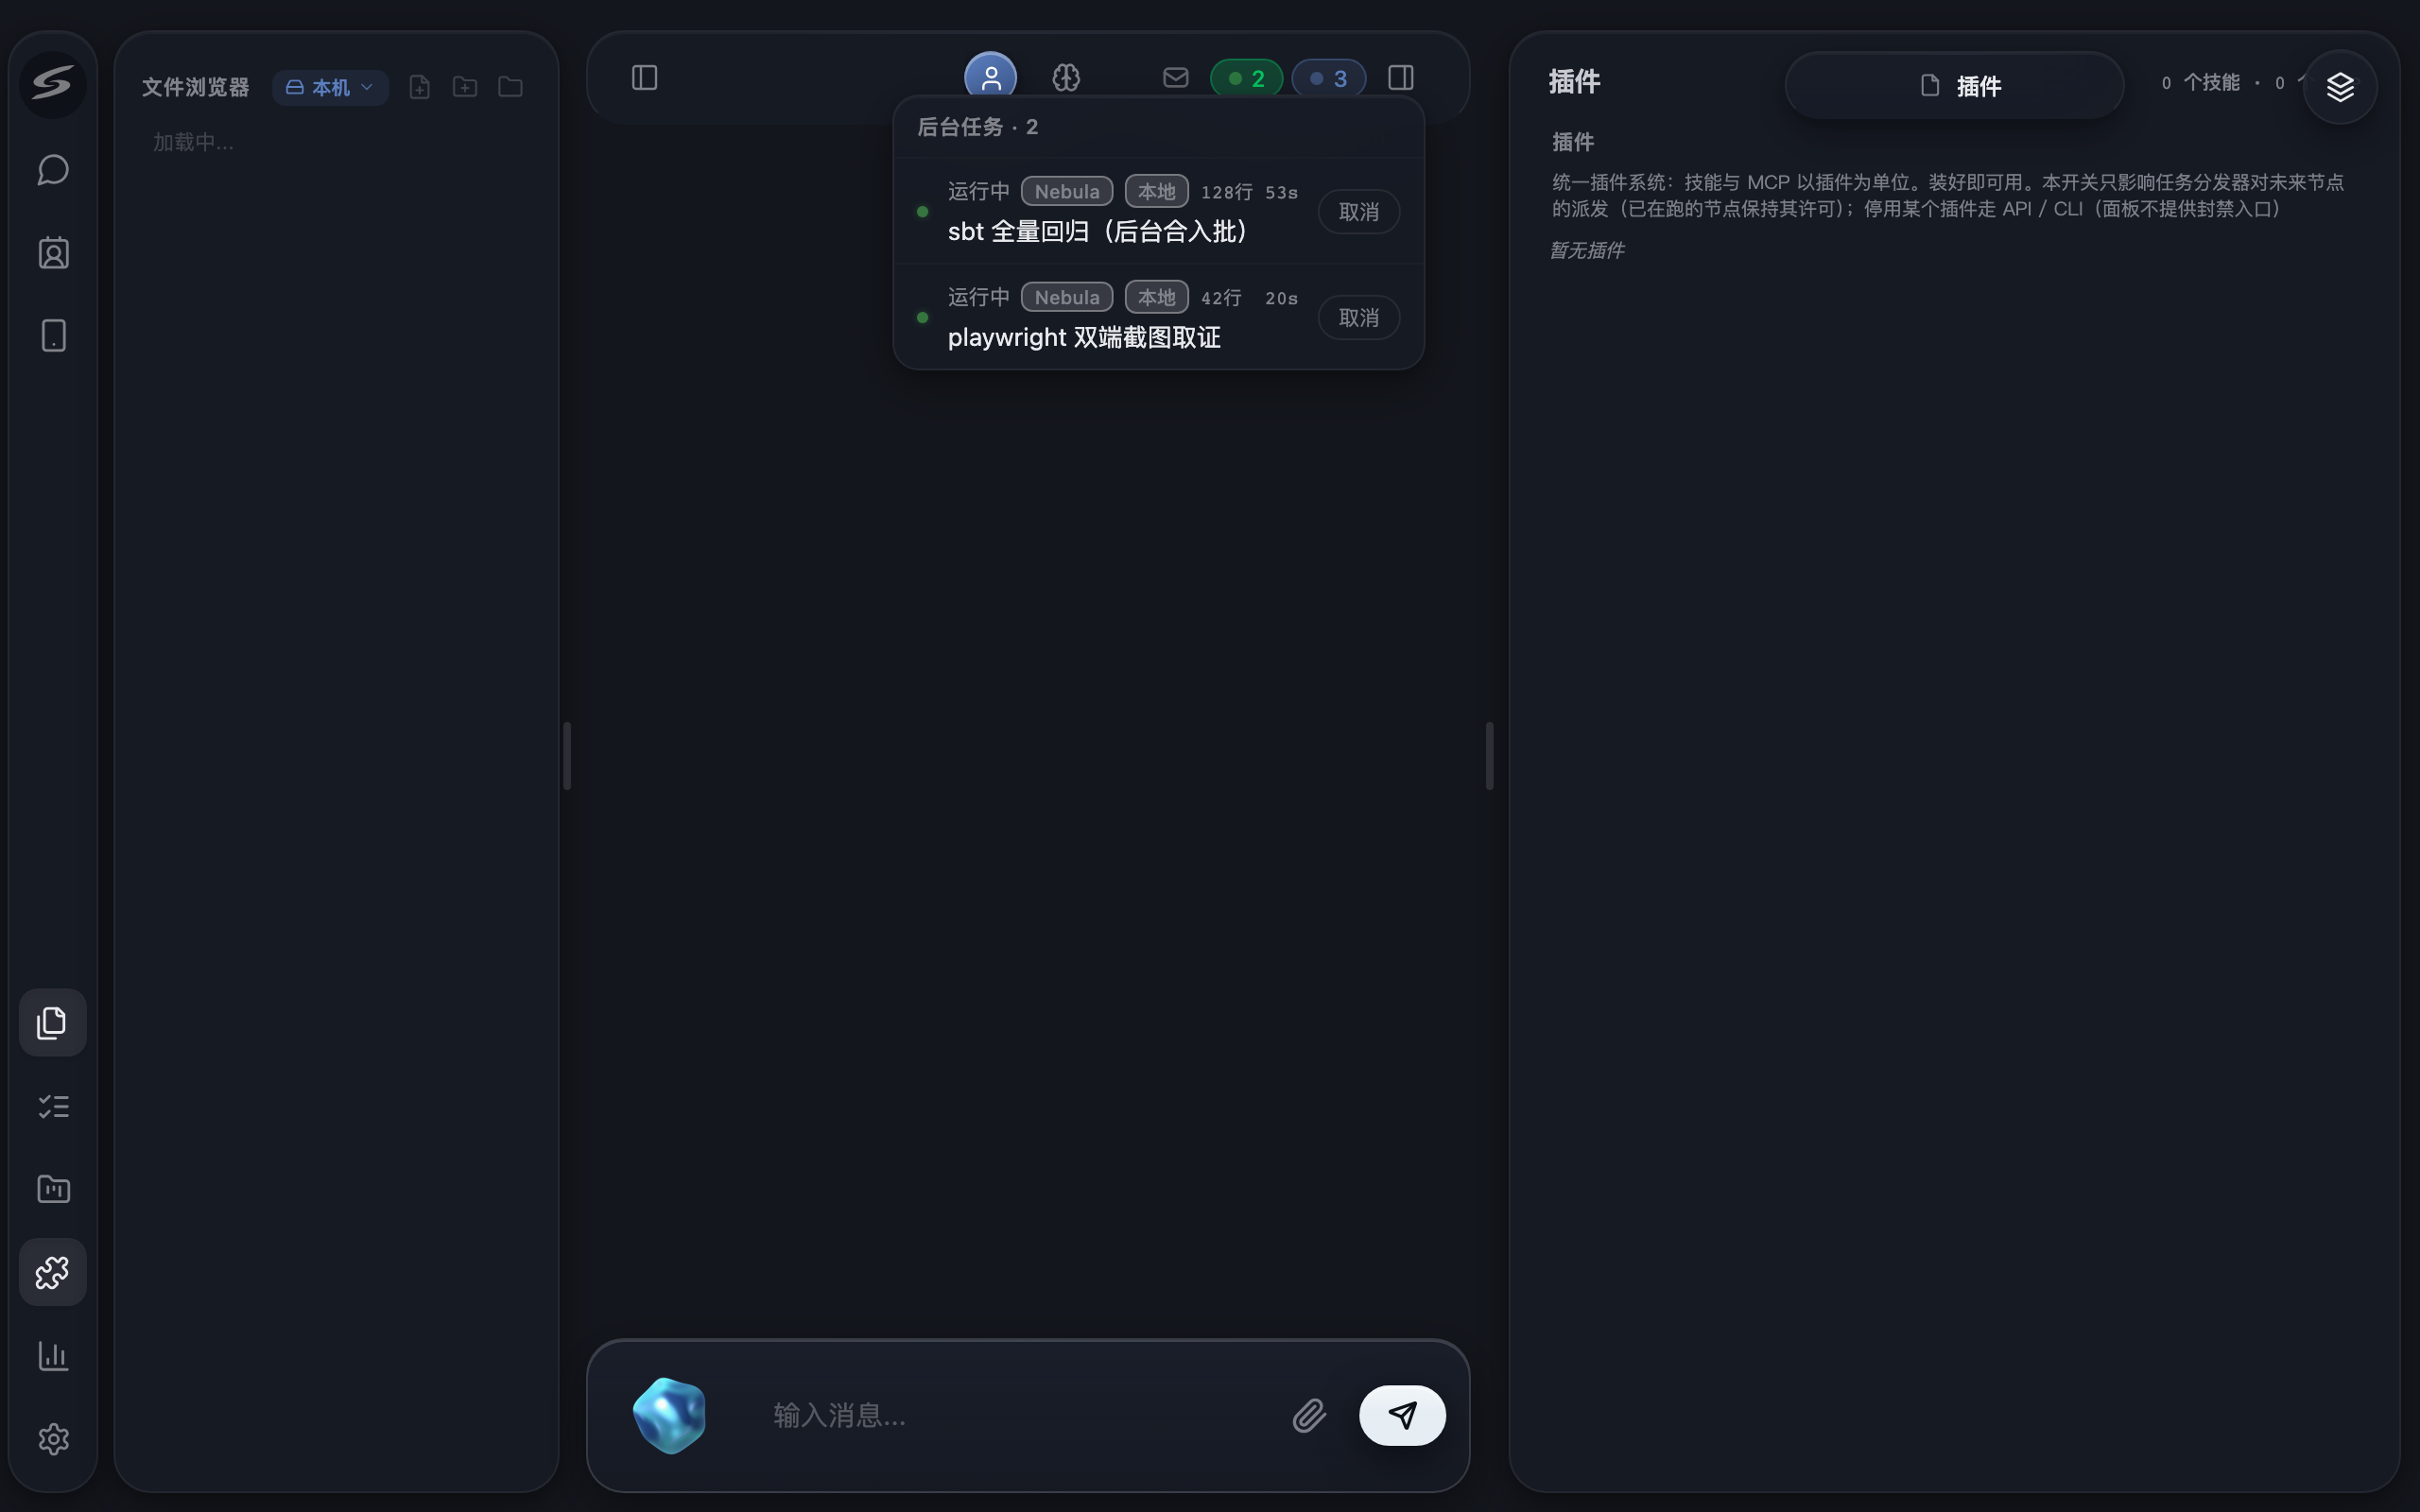 文件浏览器
本机
加载中...
2
3
后台任务 · 2
运行中 Nebula 本地 128行 53s
sbt 全量回归（后台合入批）
取消
运行中 Nebula 本地 42行 20s
playwright 双端截图取证
取消
输入消息...
插件
插件
0 个技能 · 0
插件
统一插件系统：技能与 MCP 以插件为单位。装好即可用。本开关只影响任务分发器对未来节点
的派发（已在跑的节点保持其许可）；停用某个插件走 API / CLI（面板不提供封禁入口）
暂无插件